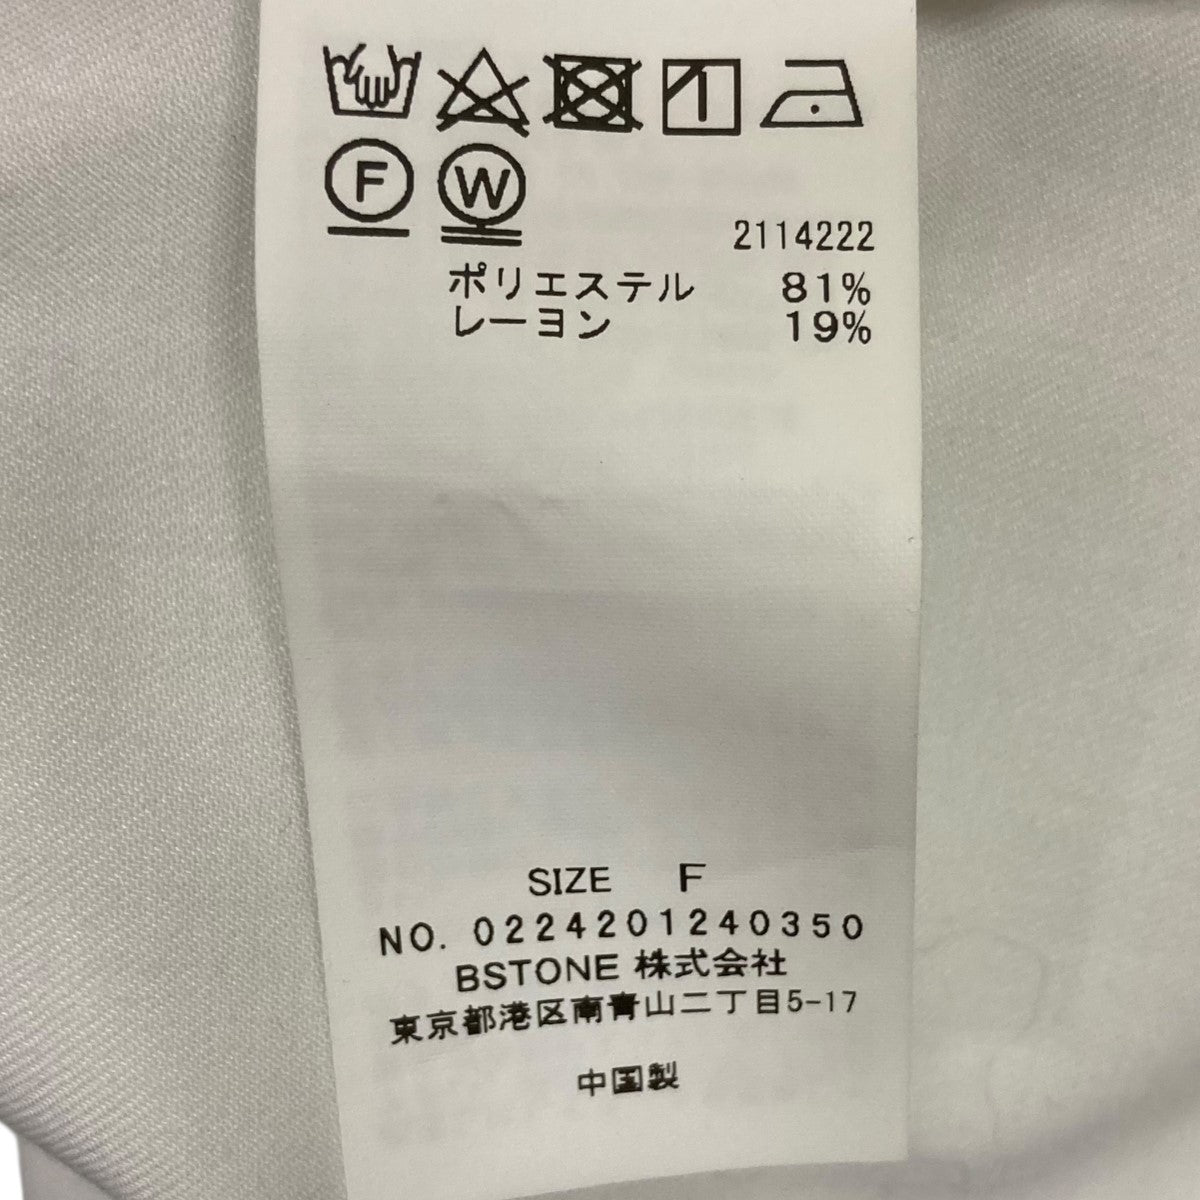 F W
2114222
ポリエステル 81%
レーヨン 19%
SIZE F
NO. 0224201240350
BSTONE 株式会社
東京都港区南青山二丁目5-17
中国製